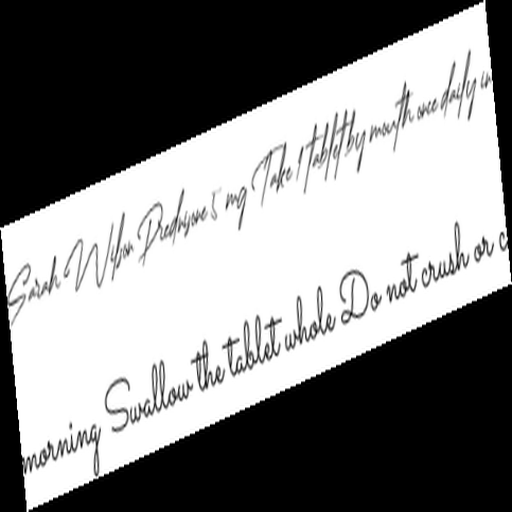 Sarah Wilson Prednisone 5 mg Take 1 tablet by mouth once daily in
morning Swallow the tablet whole Do not crush or